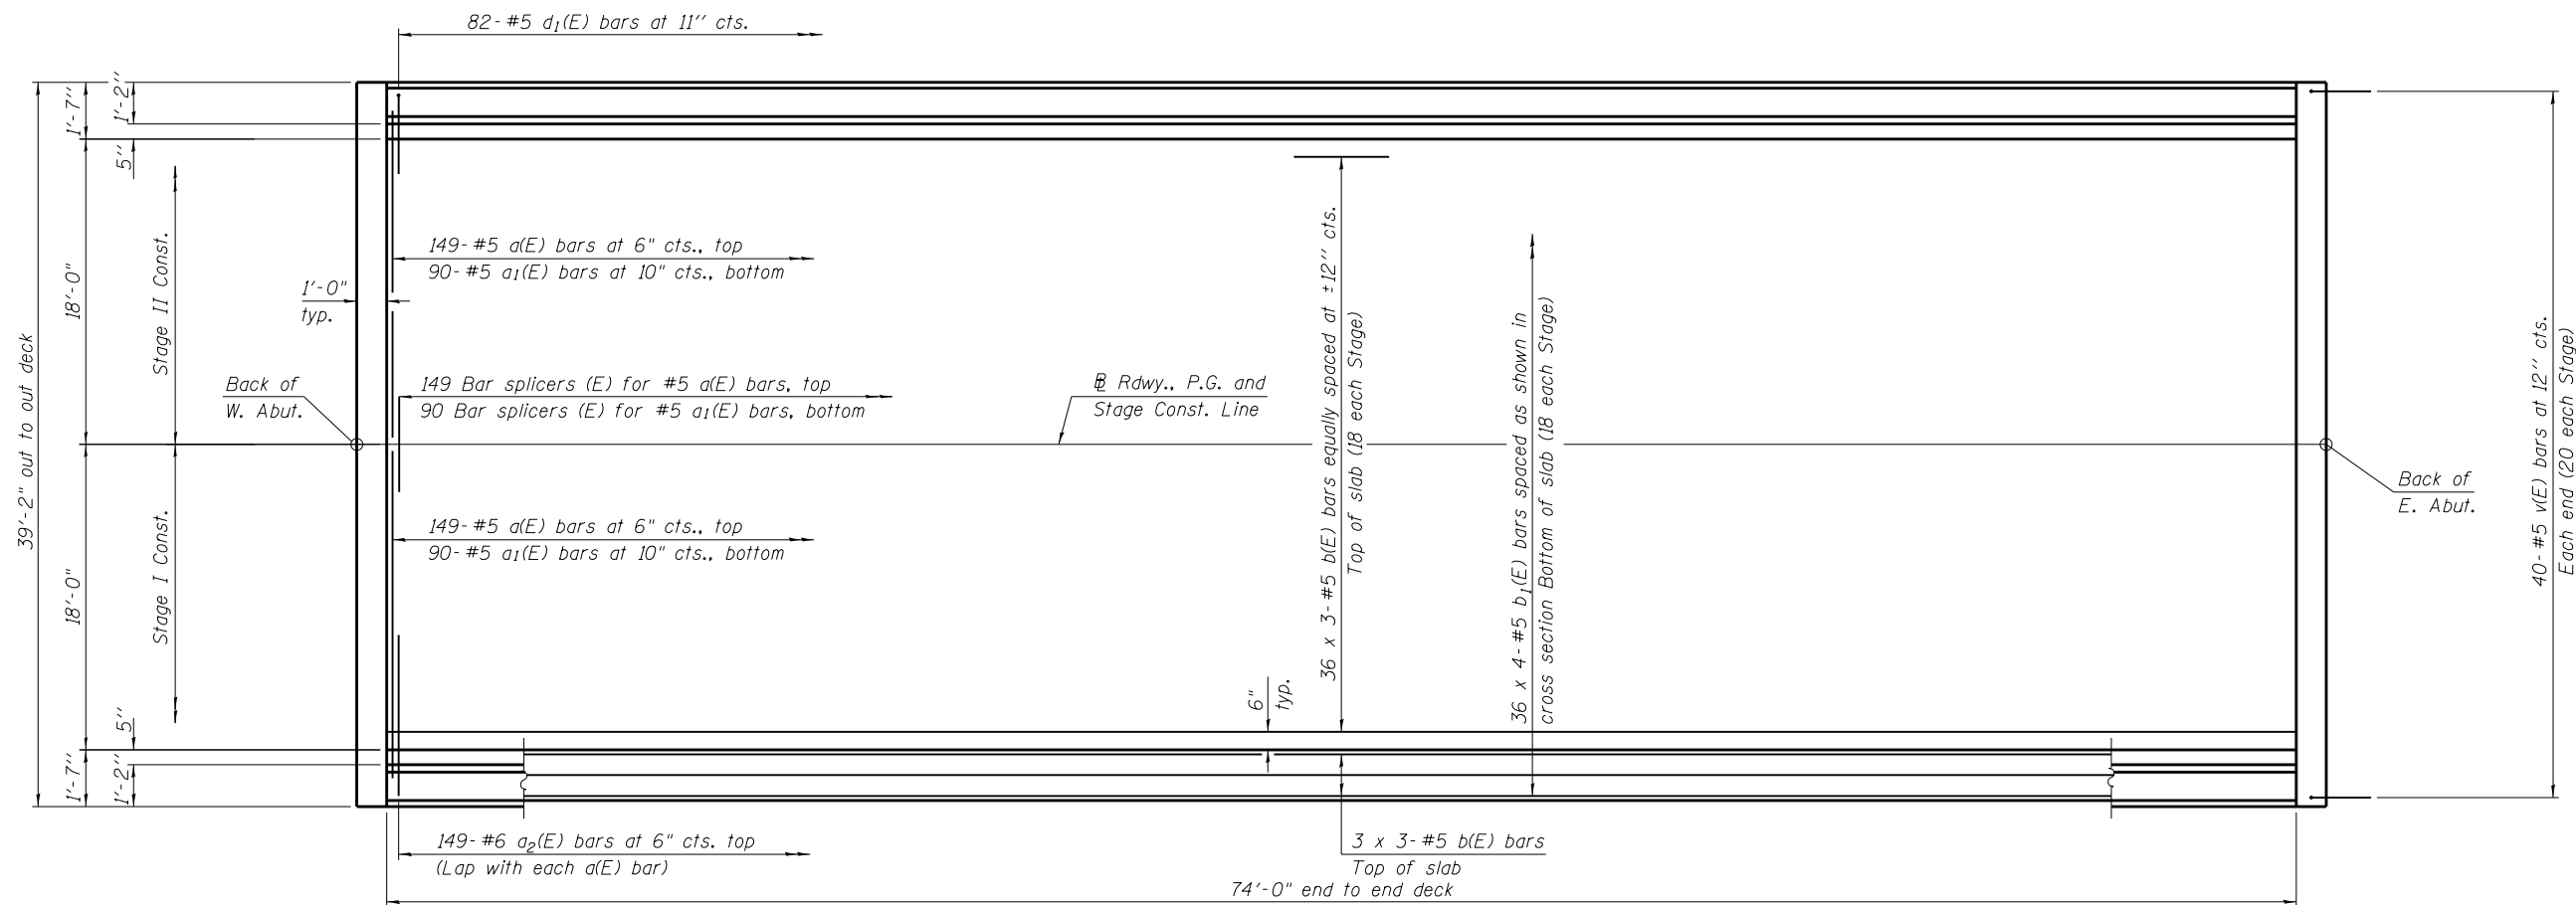 82-#5 d₁(E) bars at 11'' cts.
1'-7''
1'-2''
5''
18'-0"
Stage II Const.
39'-2" out to out deck
1'-0"
typ.
149-#5 a(E) bars at 6" cts., top
90-#5 a₁(E) bars at 10" cts., bottom
Back of
W. Abut.
149 Bar splicers (E) for #5 a(E) bars, top
90 Bar splicers (E) for #5 a₁(E) bars, bottom
Rdwy., P.G. and
Stage Const. Line
36 x 3-#5 b(E) bars equally spaced at ±12'' cts.
Top of slab (18 each Stage)
36 x 4-#5 b₁(E) bars spaced as shown in
cross section Bottom of slab (18 each Stage)
40-#5 v(E) bars at 12'' cts.
Each end (20 each Stage)
Back of
E. Abut.
18'-0"
Stage I Const.
149-#5 a(E) bars at 6" cts., top
90-#5 a₁(E) bars at 10" cts., bottom
6"
typ.
5''
1'-7''
1'-2''
149-#6 a₂(E) bars at 6" cts. top
(Lap with each a(E) bar)
3 x 3-#5 b(E) bars
Top of slab
74'-0" end to end deck